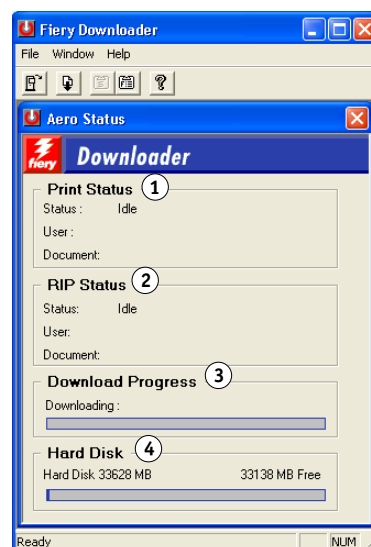 Fiery Downloader
File Window Help
Aero Status
fiery Downloader
Print Status 1
Status : Idle
User :
Document:
RIP Status 2
Status: Idle
User:
Document:
Download Progress 3
Downloading :
Hard Disk 4
Hard Disk 33628 MB 33138 MB Free
Ready NUM